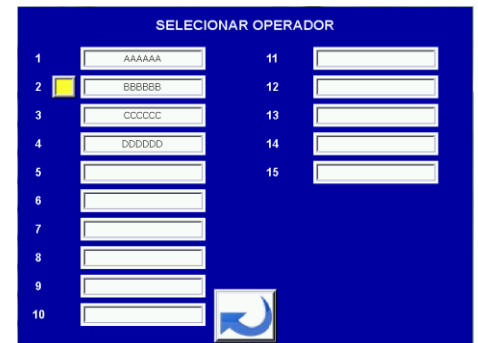 SELECIONAR OPERADOR
1 AAAAAA 11
2 BBBBBB 12
3 CCCCCC 13
4 DDDDDD 14
5 15
6
7
8
9
10